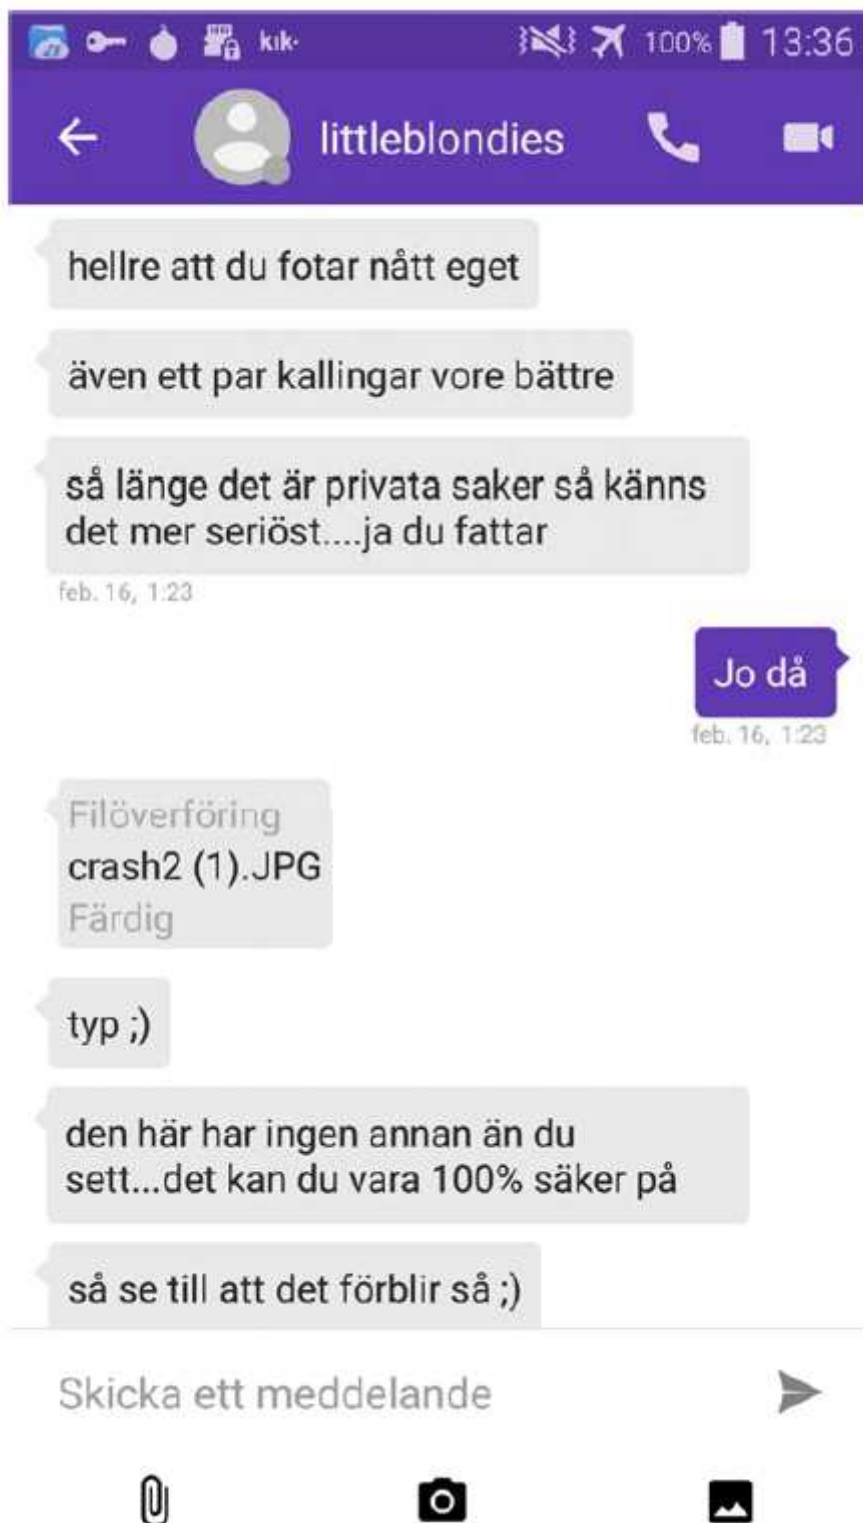 kik·
100%
13:36
littleblondies
hellre att du fotar nått eget
även ett par kallingar vore bättre
så länge det är privata saker så känns
det mer seriöst....ja du fattar
feb. 16, 1:23
Jo då
feb. 16, 1:23
Filöverföring
crash2 (1).JPG
Färdig
typ ;)
den här har ingen annan än du
sett...det kan du vara 100% säker på
så se till att det förblir så ;)
Skicka ett meddelande